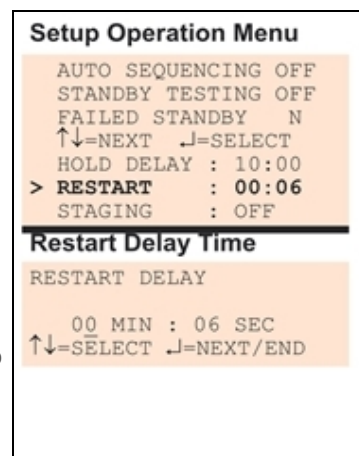 Setup Operation Menu
AUTO SEQUENCING OFF
STANDBY TESTING OFF
FAILED STANDBY N
↑↓=NEXT ↵=SELECT
HOLD DELAY : 10:00
> RESTART : 00:06
STAGING : OFF
Restart Delay Time
RESTART DELAY
00 MIN : 06 SEC
↑↓=SELECT ↵=NEXT/END